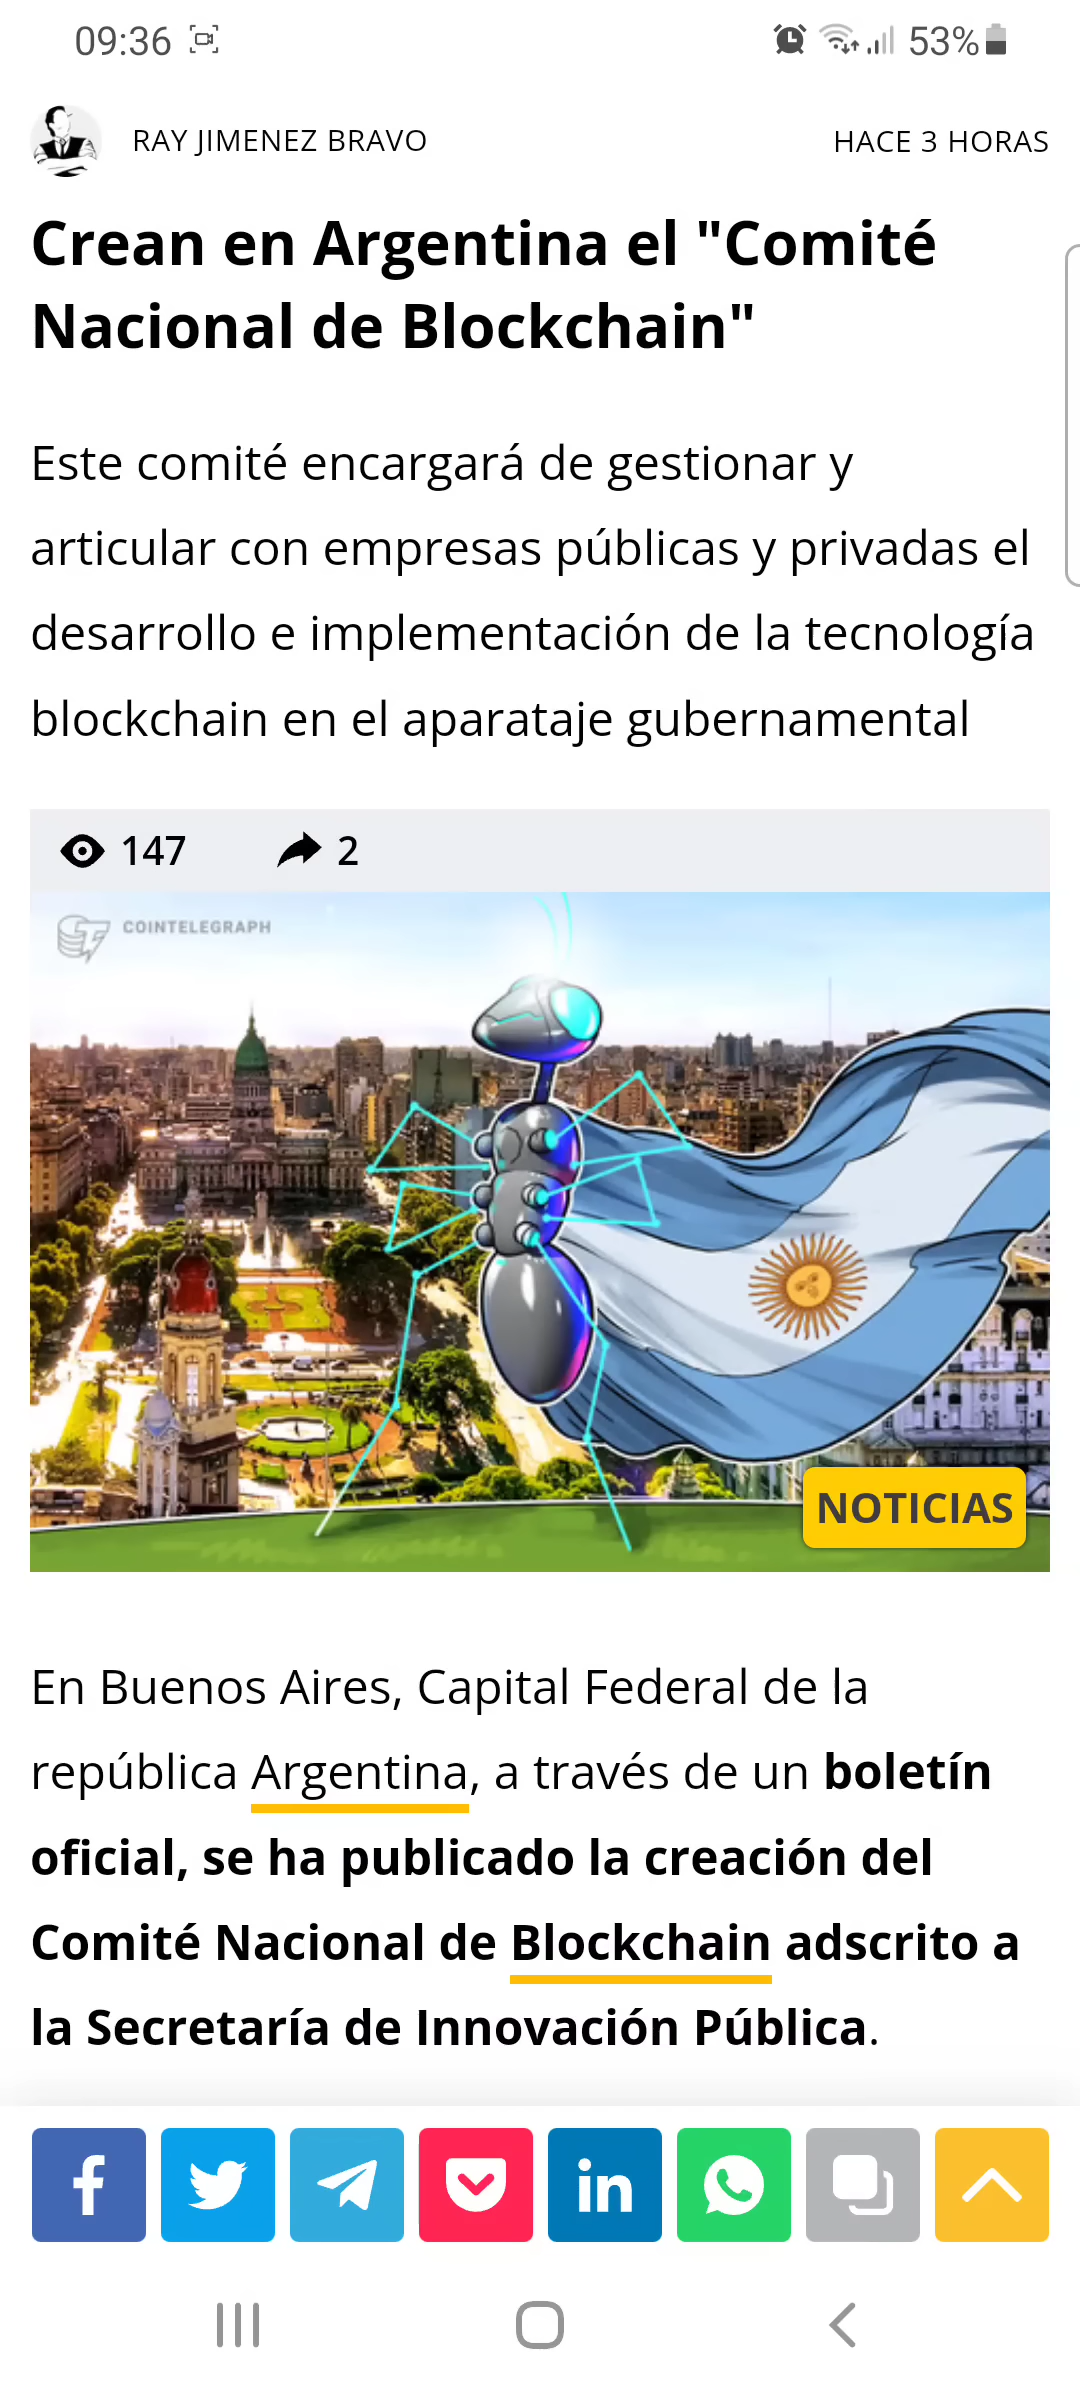 09:36
53%
RAY JIMENEZ BRAVO
HACE 3 HORAS
Crean en Argentina el "Comité
Nacional de Blockchain"
Este comité encargará de gestionar y
articular con empresas públicas y privadas el
desarrollo e implementación de la tecnología
blockchain en el aparataje gubernamental
147
2
COINTELEGRAPH
NOTICIAS
En Buenos Aires, Capital Federal de la
república Argentina, a través de un boletín
oficial, se ha publicado la creación del
Comité Nacional de Blockchain adscrito a
la Secretaría de Innovación Pública.